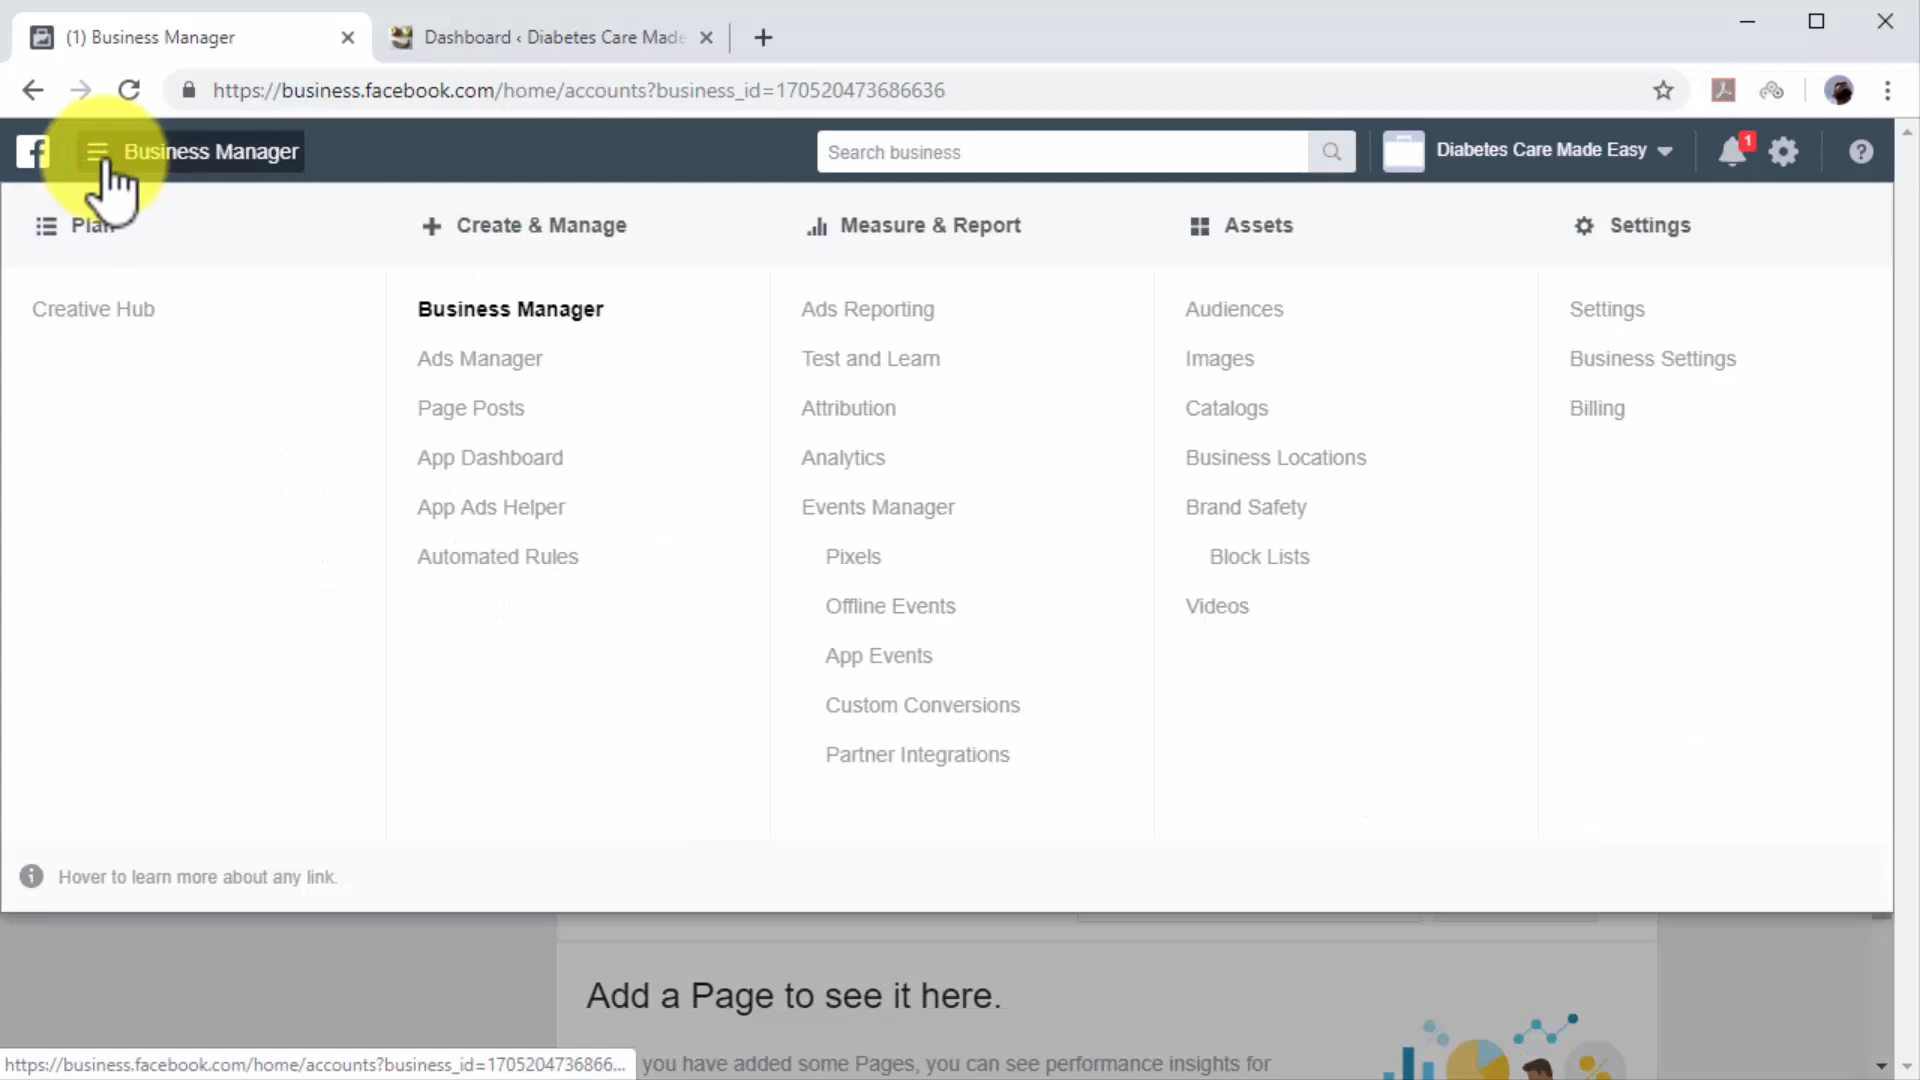 (1) Business Manager
Dashboard ‹ Diabetes Care Made
https://business.facebook.com/home/accounts?business_id=170520473686636
Business Manager
Search business
Diabetes Care Made Easy
1
Plan
Create & Manage
Measure & Report
Assets
Settings
Creative Hub
Business Manager
Ads Manager
Page Posts
App Dashboard
App Ads Helper
Automated Rules
Ads Reporting
Test and Learn
Attribution
Analytics
Events Manager
Pixels
Offline Events
App Events
Custom Conversions
Partner Integrations
Audiences
Images
Catalogs
Business Locations
Brand Safety
Block Lists
Videos
Settings
Business Settings
Billing
Hover to learn more about any link.
Add a Page to see it here.
you have added some Pages, you can see performance insights for
https://business.facebook.com/home/accounts?business_id=1705204736866...